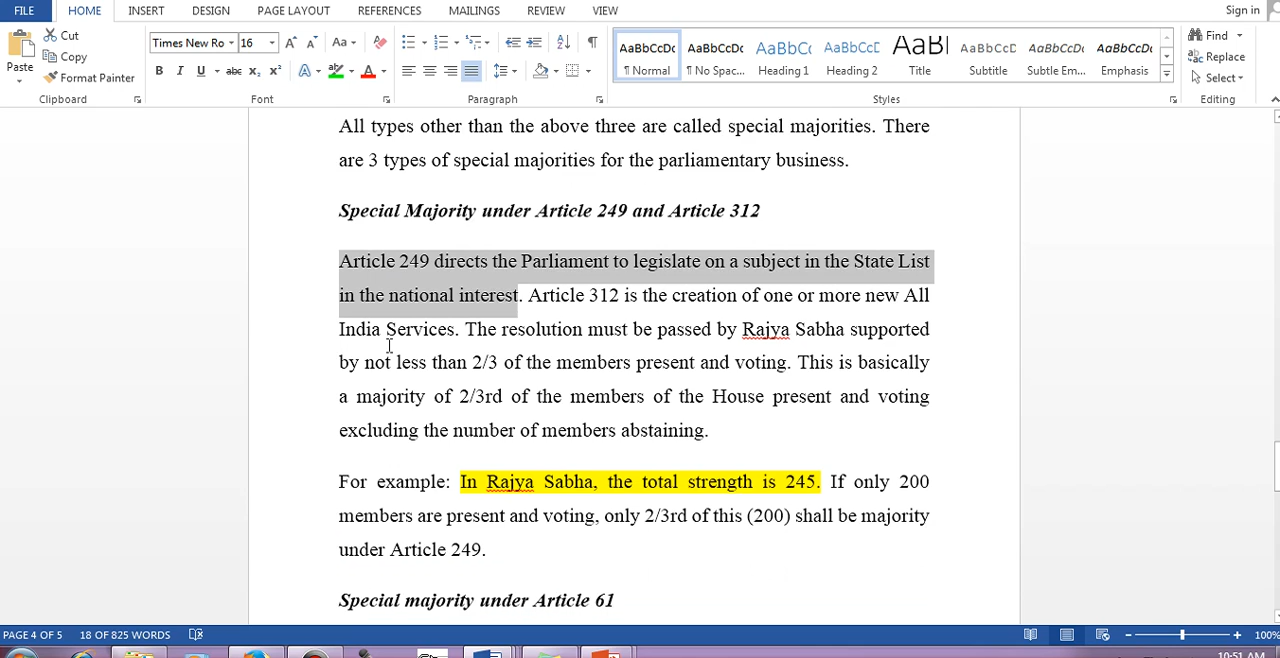 FILE HOME INSERT DESIGN PAGE LAYOUT REFERENCES MAILINGS REVIEW VIEW Sign in
Cut
Copy
Format Painter
Paste
Clipboard
Times New Ro 16
Font
Paragraph
AaBbCcDc AaBbCcDc AaBbC AaBbCcD AaB AaBbCcD AaBbCcDc AaBbCcDc
¶ Normal ¶ No Spac... Heading 1 Heading 2 Title Subtitle Subtle Em... Emphasis
Styles
Find
Replace
Select
Editing
All types other than the above three are called special majorities. There
are 3 types of special majorities for the parliamentary business.
Special Majority under Article 249 and Article 312
Article 249 directs the Parliament to legislate on a subject in the State List
in the national interest. Article 312 is the creation of one or more new All
India Services. The resolution must be passed by Rajya Sabha supported
by not less than 2/3 of the members present and voting. This is basically
a majority of 2/3rd of the members of the House present and voting
excluding the number of members abstaining.
For example: In Rajya Sabha, the total strength is 245. If only 200
members are present and voting, only 2/3rd of this (200) shall be majority
under Article 249.
Special majority under Article 61
PAGE 4 OF 5 18 OF 825 WORDS 100%
10:51 AM